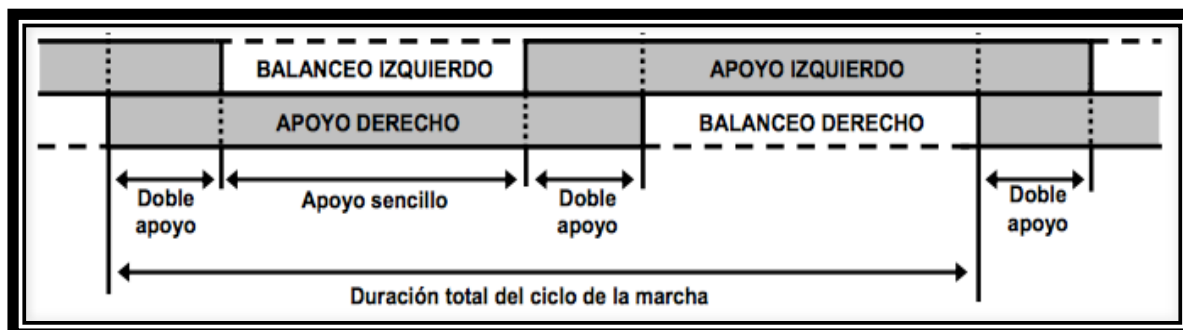 BALANCEO IZQUIERDO
APOYO IZQUIERDO
APOYO DERECHO
BALANCEO DERECHO
Doble
apoyo
Apoyo sencillo
Doble
apoyo
Doble
apoyo
Duración total del ciclo de la marcha